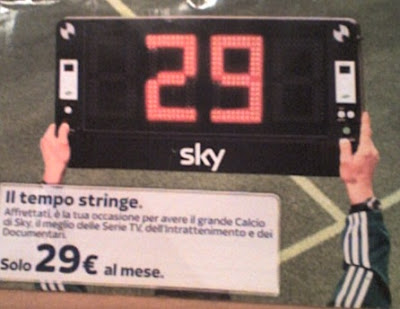 29
sky
Il tempo stringe.
Affrettati, è la tua occasione per avere il grande Calcio
di Sky, il meglio delle Serie TV, dell'Intrattenimento e dei
Documentari.
Solo 29€ al mese.